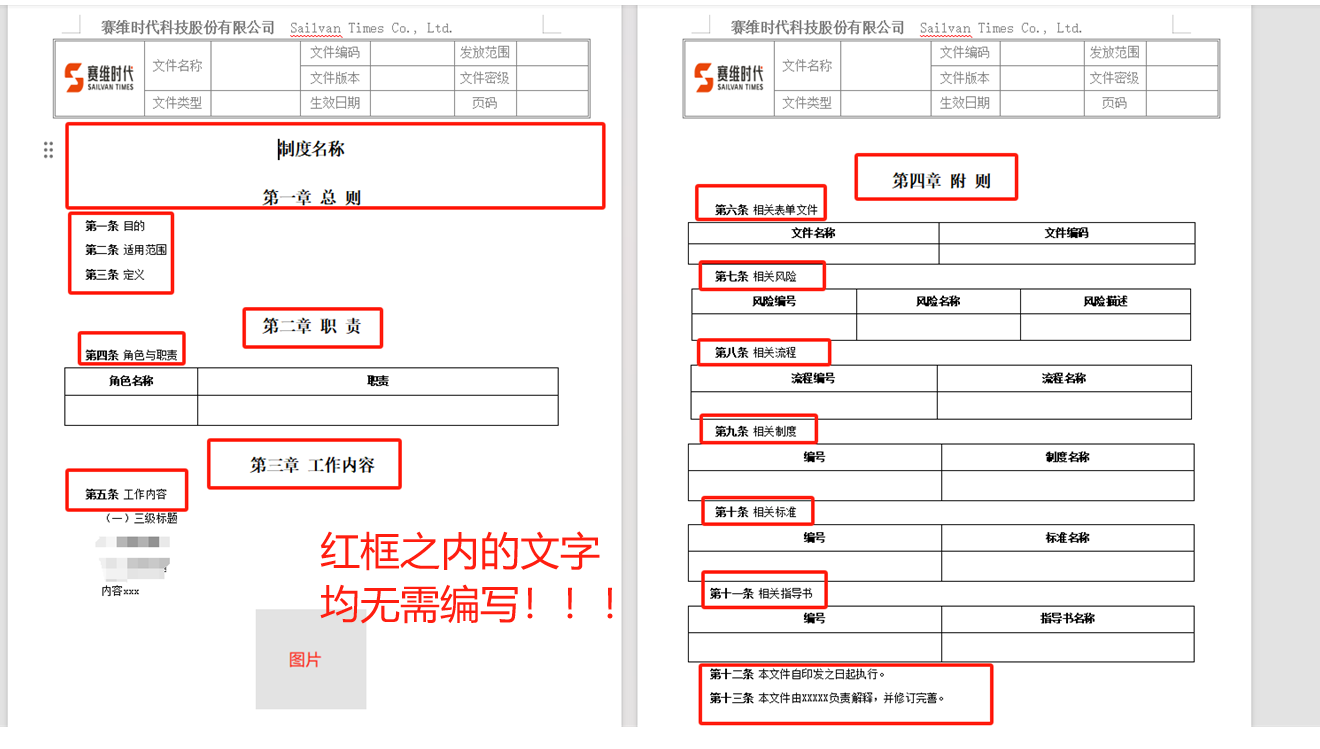 赛维时代科技股份有限公司 Sailvan Times Co., Ltd.
赛维时代
SAILVAN TIMES
文件名称
文件编码
发放范围
文件版本
文件密级
文件类型
生效日期
页码
制度名称
第一章 总 则
第一条 目的
第二条 适用范围
第三条 定义
第二章 职 责
第四条 角色与职责
角色名称 职责
第三章 工作内容
第五条 工作内容
(一)三级标题
内容xxx
红框之内的文字
均无需编写！！！
图片
赛维时代科技股份有限公司 Sailvan Times Co., Ltd.
赛维时代
SAILVAN TIMES
文件名称
文件编码
发放范围
文件版本
文件密级
文件类型
生效日期
页码
第四章 附 则
第六条 相关表单文件
文件名称 文件编码
第七条 相关风险
风险编号 风险名称 风险描述
第八条 相关流程
流程编号 流程名称
第九条 相关制度
编号 制度名称
第十条 相关标准
编号 标准名称
第十一条 相关指导书
编号 指导书名称
第十二条 本文件自印发之日起执行。
第十三条 本文件由XXXXX负责解释，并修订完善。